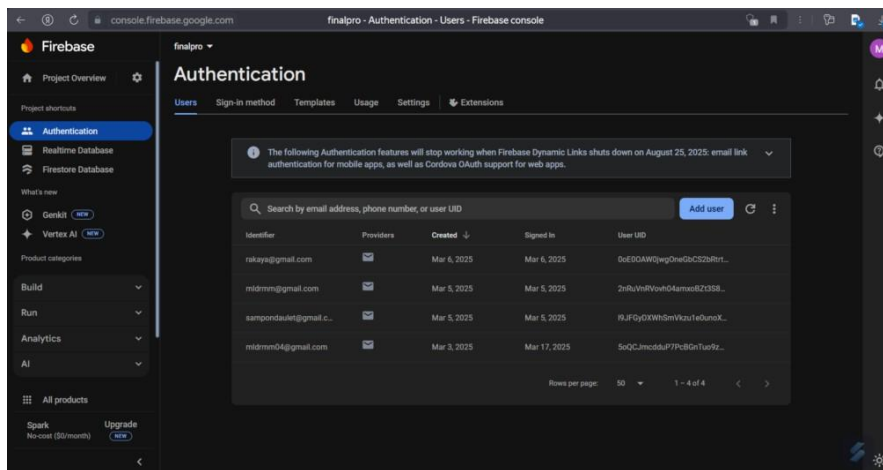 console.firebase.google.com
finalpro - Authentication - Users - Firebase console
Firebase
Project Overview
Project shortcuts
Authentication
Realtime Database
Firestore Database
What's new
Genkit NEW
Vertex AI NEW
Product categories
Build
Run
Analytics
AI
All products
Spark
No-cost ($0/month)
Upgrade
NEW
finalpro
Authentication
Users Sign-in method Templates Usage Settings Extensions
The following Authentication features will stop working when Firebase Dynamic Links shuts down on August 25, 2025: email link
authentication for mobile apps, as well as Cordova OAuth support for web apps.
Search by email address, phone number, or user UID
Add user
Identifier Providers Created Signed In User UID
rakaya@gmail.com Mar 6, 2025 Mar 6, 2025
mldrmm@gmail.com Mar 5, 2025 Mar 5, 2025
sampondaulet@gmail.c... Mar 5, 2025 Mar 5, 2025
mldrmm04@gmail.com Mar 3, 2025 Mar 17, 2025
Rows per page: 50 1 – 4 of 4
M